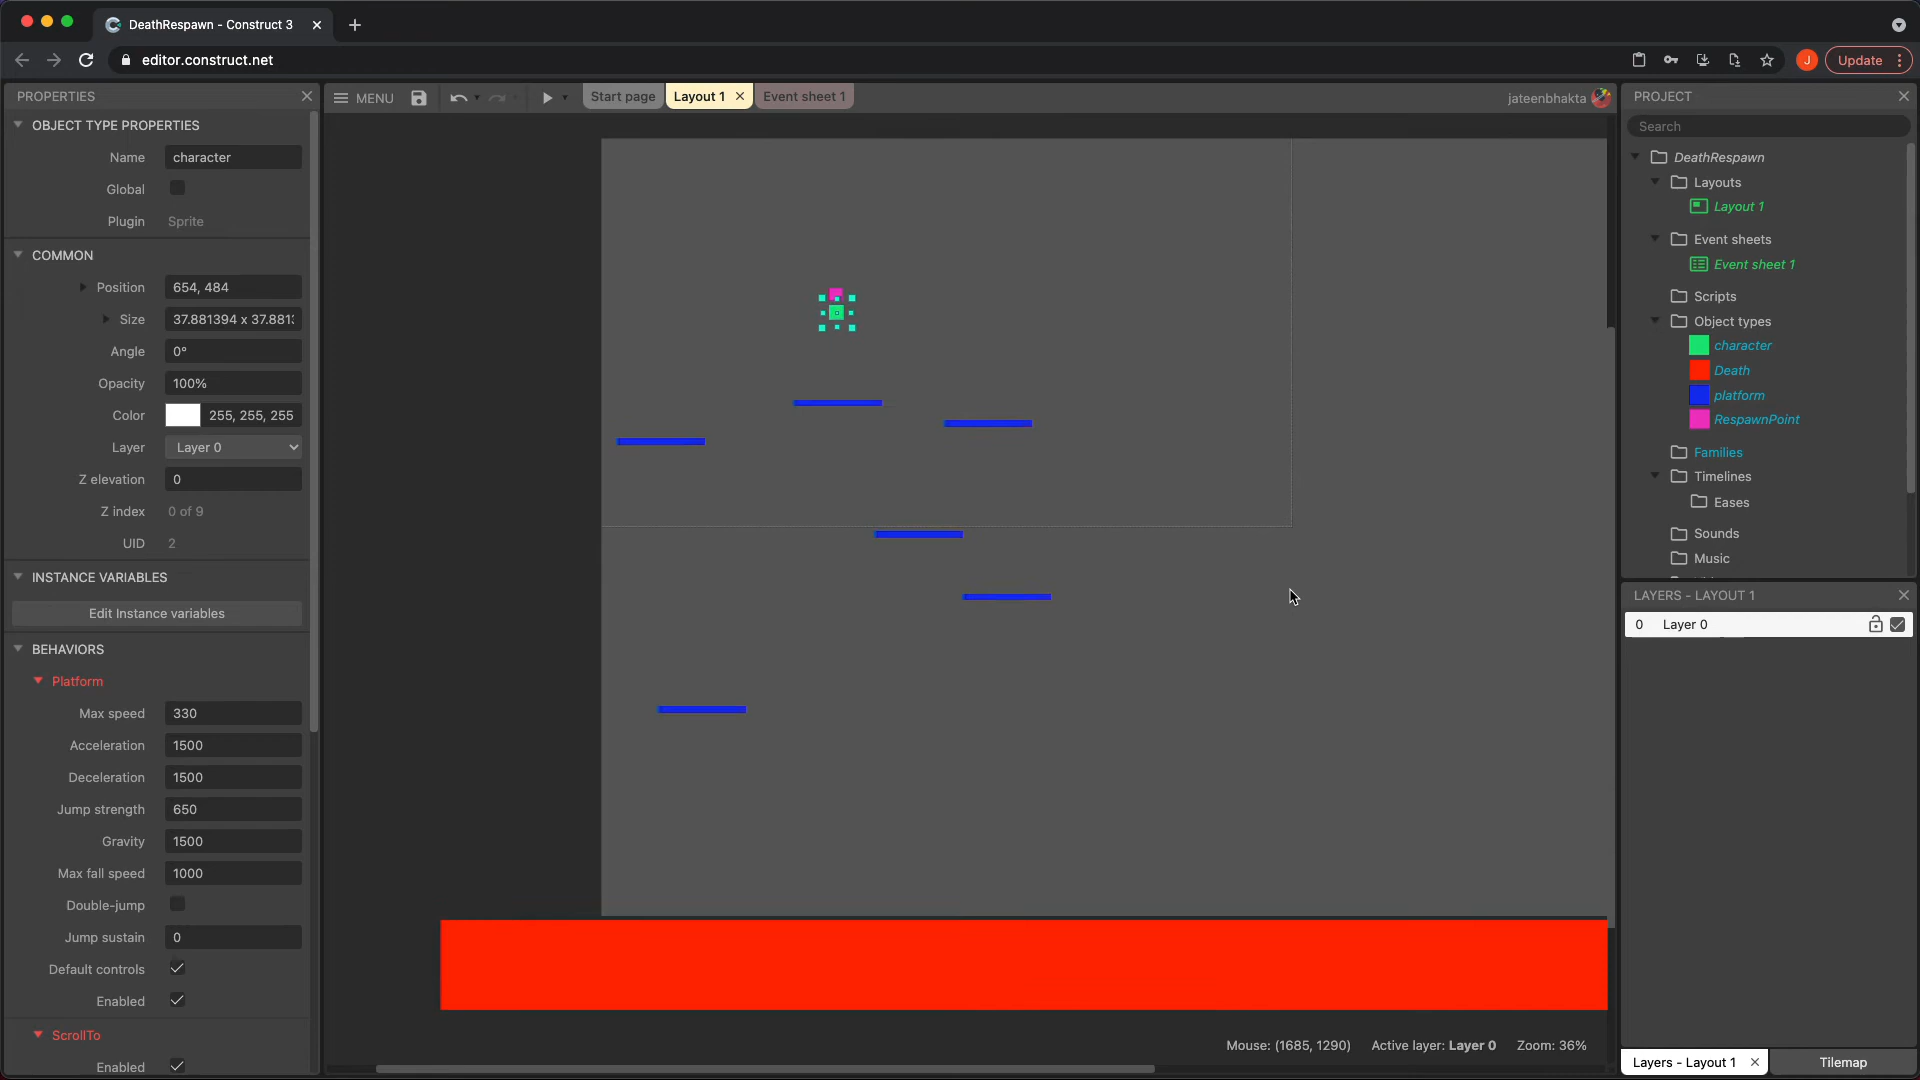 DeathRespawn - Construct 3
editor.construct.net
J
Update
PROPERTIES
OBJECT TYPE PROPERTIES
Name character
Global
Plugin Sprite
COMMON
Position 654, 484
Size 37.881394 x 37.881
Angle 0°
Opacity 100%
Color 255, 255, 255
Layer Layer 0
Z elevation 0
Z index 0 of 9
UID 2
INSTANCE VARIABLES
Edit Instance variables
BEHAVIORS
Platform
Max speed 330
Acceleration 1500
Deceleration 1500
Jump strength 650
Gravity 1500
Max fall speed 1000
Double-jump
Jump sustain 0
Default controls
Enabled
ScrollTo
Enabled
MENU
Start page
Layout 1
Event sheet 1
jateenbhakta
Mouse: (1685, 1290) Active layer: Layer 0 Zoom: 36%
PROJECT
Search
DeathRespawn
Layouts
Layout 1
Event sheets
Event sheet 1
Scripts
Object types
character
Death
platform
RespawnPoint
Families
Timelines
Eases
Sounds
Music
LAYERS - LAYOUT 1
0 Layer 0
Layers - Layout 1
Tilemap